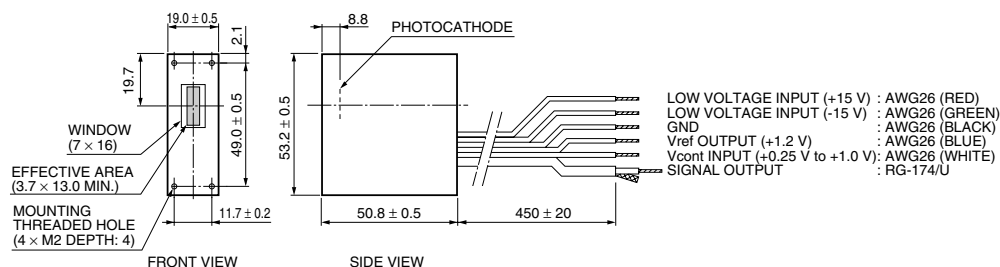 19.0 ± 0.5
2.1
19.7
49.0 ± 0.5
WINDOW
(7 × 16)
EFFECTIVE AREA
(3.7 × 13.0 MIN.)
MOUNTING
THREADED HOLE
(4 × M2 DEPTH: 4)
11.7 ± 0.2
FRONT VIEW
8.8
PHOTOCATHODE
53.2 ± 0.5
50.8 ± 0.5
450 ± 20
SIDE VIEW
LOW VOLTAGE INPUT (+15 V) : AWG26 (RED)
LOW VOLTAGE INPUT (-15 V) : AWG26 (GREEN)
GND : AWG26 (BLACK)
Vref OUTPUT (+1.2 V) : AWG26 (BLUE)
Vcont INPUT (+0.25 V to +1.0 V): AWG26 (WHITE)
SIGNAL OUTPUT : RG-174/U